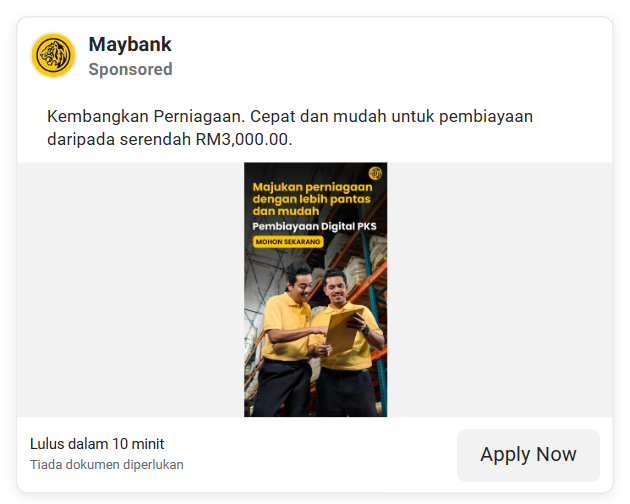 Maybank
Sponsored
Kembangkan Perniagaan. Cepat dan mudah untuk pembiayaan
daripada serendah RM3,000.00.
Majukan perniagaan
dengan lebih pantas
dan mudah
Pembiayaan Digital PKS
MOHON SEKARANG
Lulus dalam 10 minit
Tiada dokumen diperlukan
Apply Now